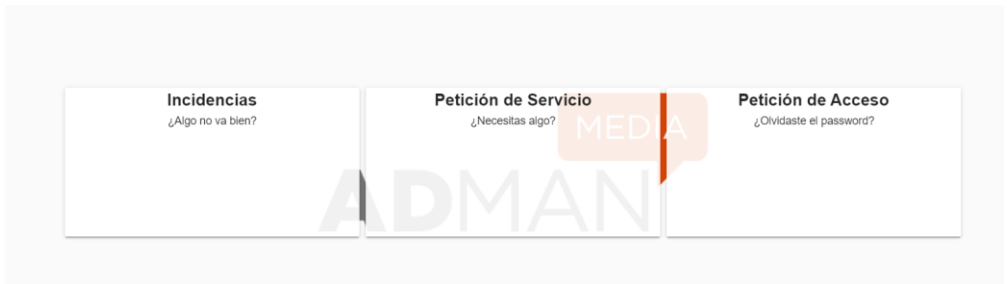 Incidencias
¿Algo no va bien?
Petición de Servicio
¿Necesitas algo?
Petición de Acceso
¿Olvidaste el password?
MEDIA
ADMAN